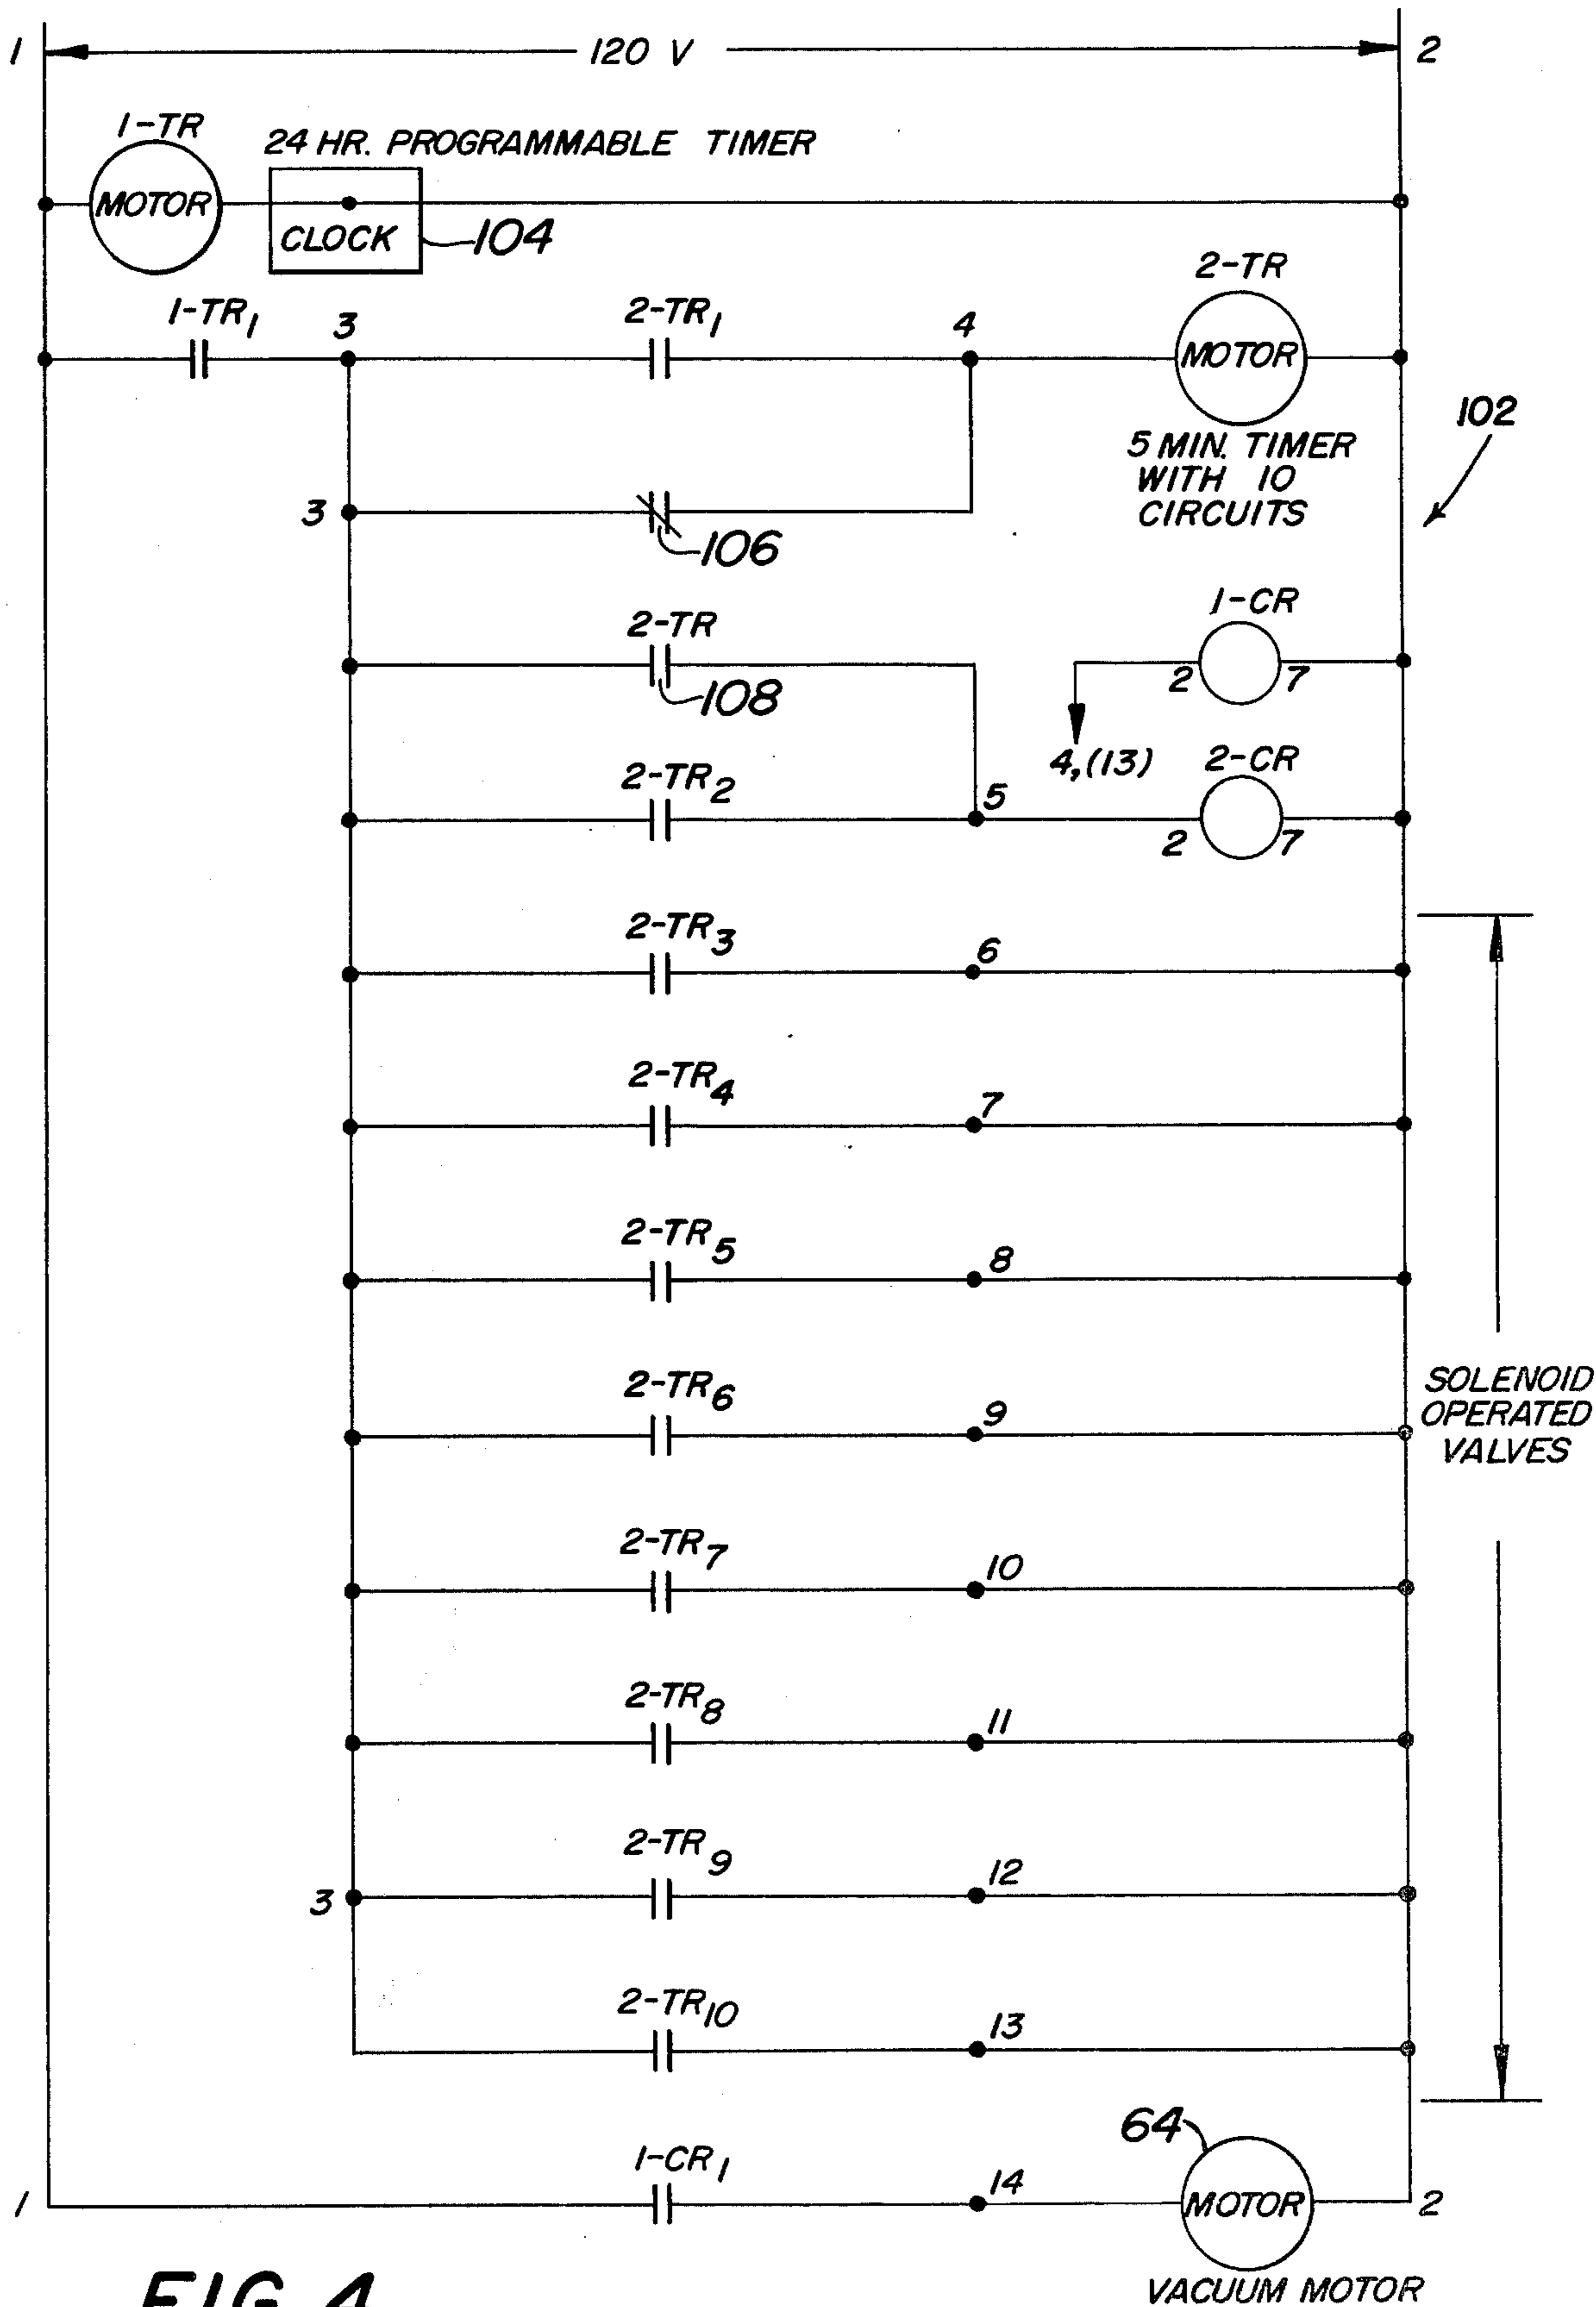 1 120 V 2
1-TR
24 HR. PROGRAMMABLE TIMER
MOTOR
CLOCK 104
2-TR
1-TR1 3 2-TR1 4
MOTOR
102
5 MIN. TIMER
WITH 10
CIRCUITS
3
106
1-CR
2-TR
2 7
108
4,(13)
2-CR
2-TR2 5
2 7
2-TR3 6
2-TR4 7
2-TR5 8
SOLENOID
OPERATED
VALVES
2-TR6 9
2-TR7 10
2-TR8 11
2-TR9 12
3
2-TR10 13
64
1-CR1 14
1 MOTOR 2
VACUUM MOTOR
FIG. 4